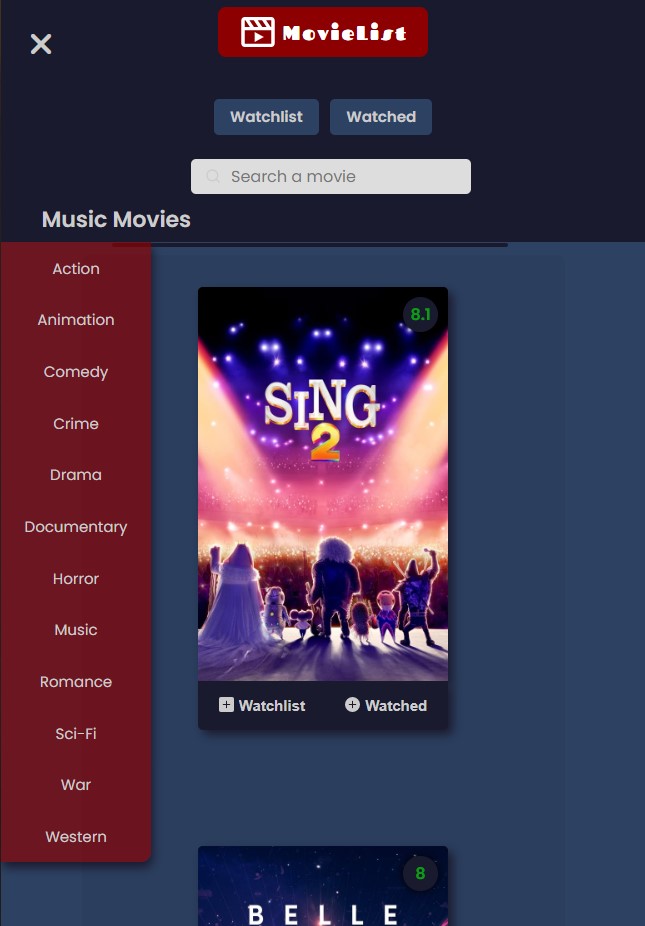 MovieList
Watchlist
Watched
Search a movie
Music Movies
Action
Animation
Comedy
Crime
Drama
Documentary
Horror
Music
Romance
Sci-Fi
War
Western
8.1
SING
2
Watchlist
Watched
8
BELLE